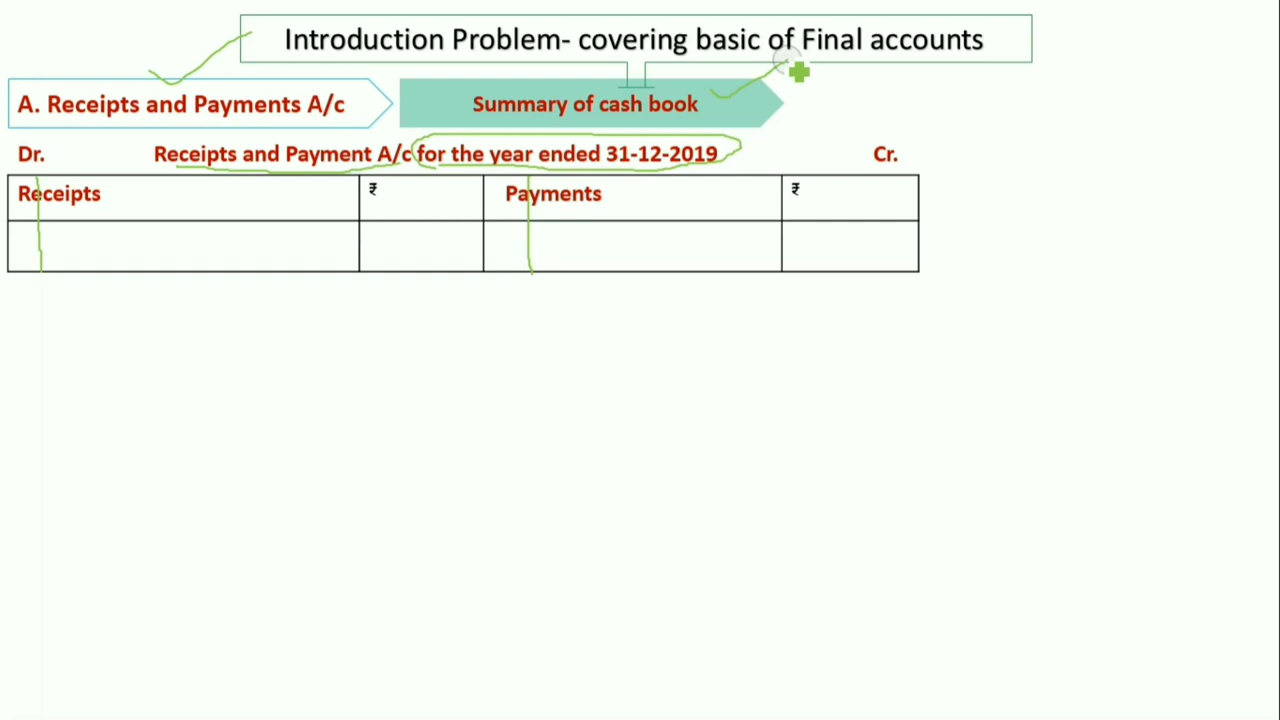 Introduction Problem- covering basic of Final accounts
A. Receipts and Payments A/c
Summary of cash book
Dr. Receipts and Payment A/c for the year ended 31-12-2019 Cr.
Receipts ₹ Payments ₹